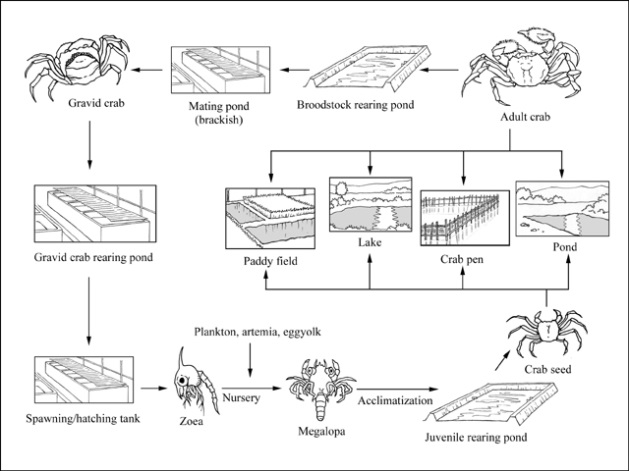 Gravid crab
Mating pond
(brackish)
Broodstock rearing pond
Adult crab
Gravid crab rearing pond
Paddy field
Lake
Crab pen
Pond
Plankton, artemia, eggyolk
Crab seed
Spawning/hatching tank
Zoea
Nursery
Megalopa
Acclimatization
Juvenile rearing pond